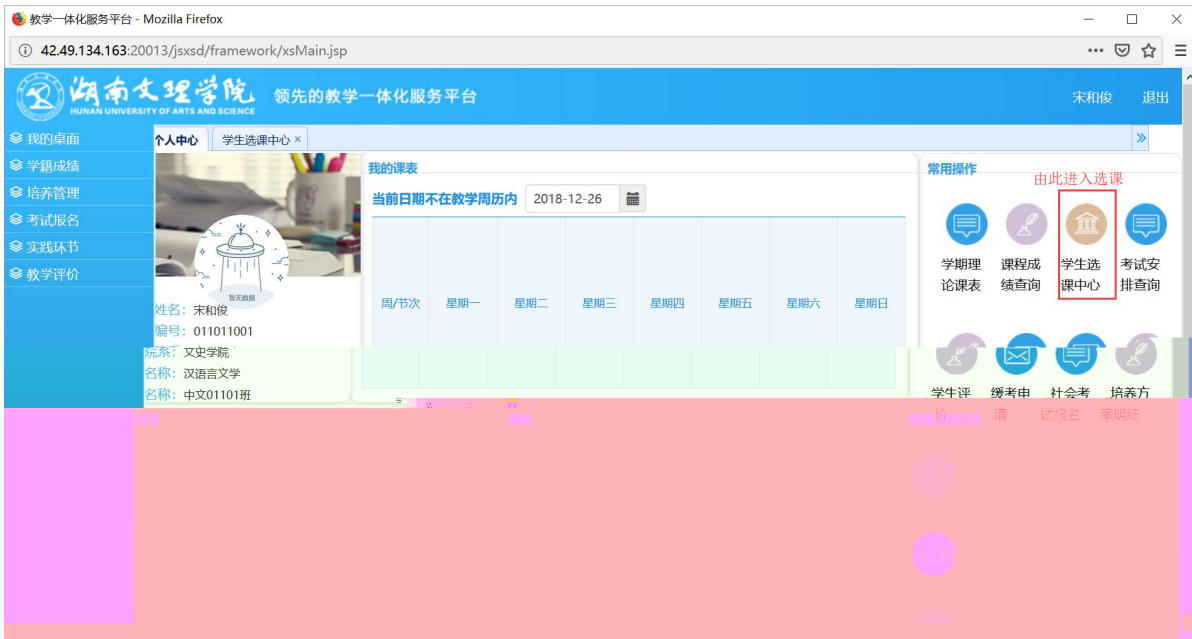 教学一体化服务平台 - Mozilla Firefox
42.49.134.163:20013/jsxsd/framework/xsMain.jsp
湖南文理学院
HUNAN UNIVERSITY OF ARTS AND SCIENCE
领先的教学一体化服务平台
宋和俊 退出
我的桌面
学籍成绩
培养管理
考试报名
实践环节
教学评价
个人中心 学生选课中心 ×
暂无数据
姓名：宋和俊
编号：011011001
院系：文史学院
名称：汉语言文学
名称：中文01101班
我的课表
当前日期不在教学周历内 2018-12-26
周/节次 星期一 星期二 星期三 星期四 星期五 星期六 星期日
常用操作
由此进入选课
学期理 课程成 学生选 考试安
论课表 绩查询 课中心 排查询
学生评 缓考申 社会考 培养方
价 请 试报名 案明细